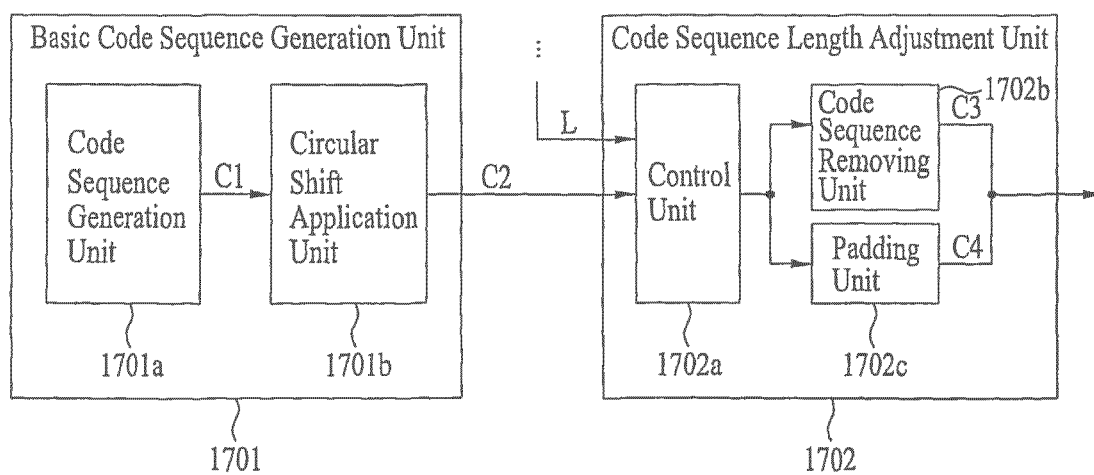 Basic Code Sequence Generation Unit
Code
Sequence
Generation
Unit
C1
Circular
Shift
Application
Unit
C2
1701a
1701b
1701
...
L
Code Sequence Length Adjustment Unit
Control
Unit
1702b
Code
Sequence
Removing
Unit
C3
Padding
Unit
C4
1702a
1702c
1702